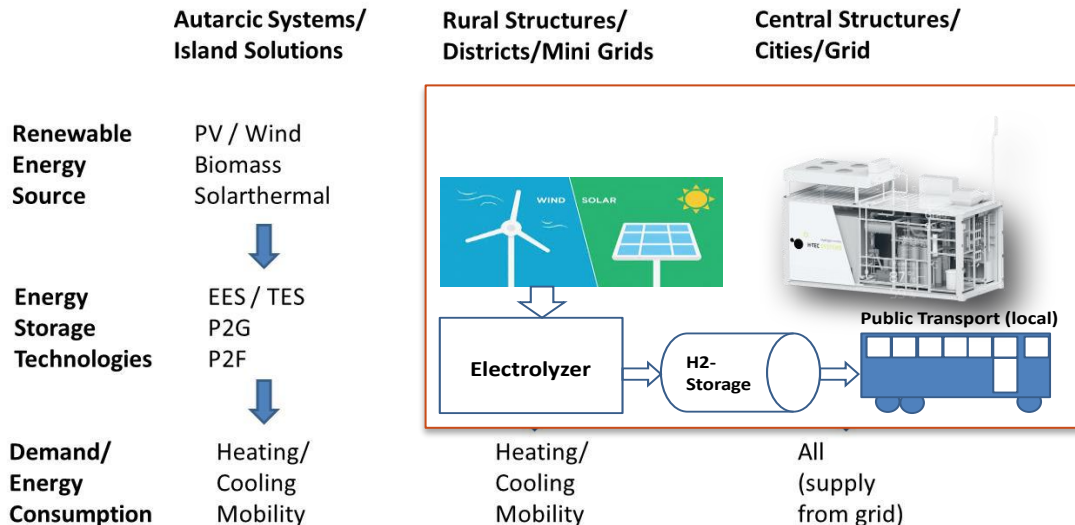 Autarcic Systems/
Island Solutions
Rural Structures/
Districts/Mini Grids
Central Structures/
Cities/Grid
Renewable
Energy
Source
PV / Wind
Biomass
Solarthermal
WIND
SOLAR
Energy
Storage
Technologies
EES / TES
P2G
P2F
Public Transport (local)
Electrolyzer
H2-
Storage
Demand/
Energy
Consumption
Heating/
Cooling
Mobility
Heating/
Cooling
Mobility
All
(supply
from grid)